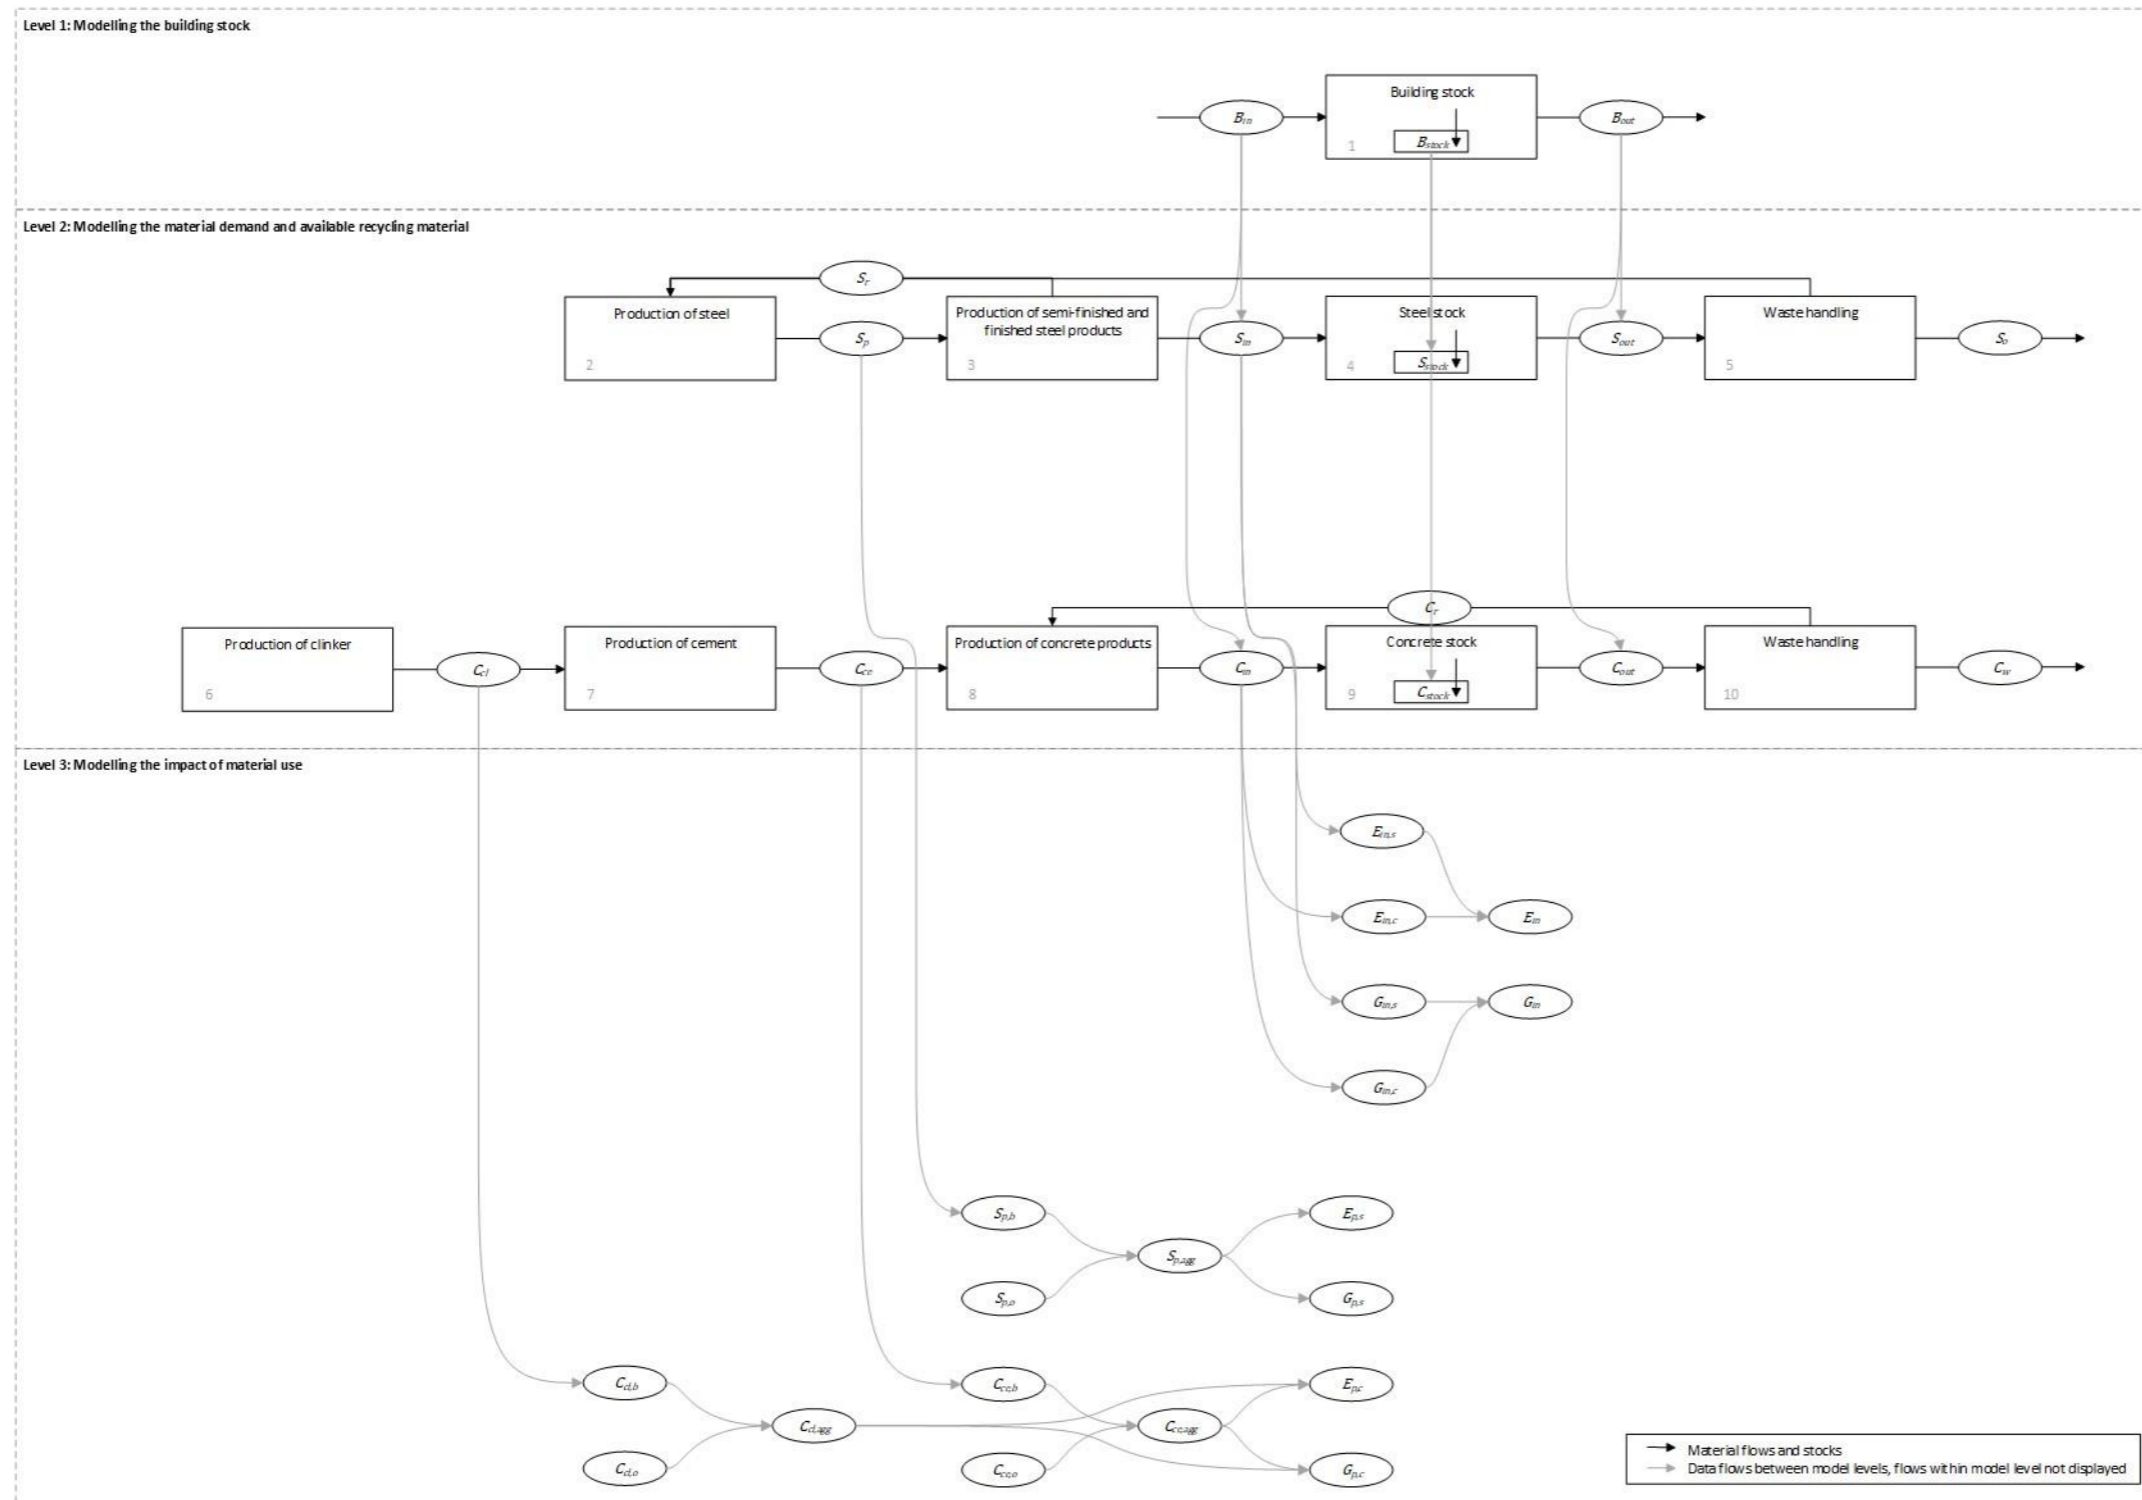 Level 1: Modelling the building stock
Building stock
B_in
B_out
B_stock
1
Level 2: Modelling the material demand and available recycling material
S_r
Production of steel
Production of semi-finished and
finished steel products
Steel stock
Waste handling
S_p
S_in
S_out
S_o
S_stock
2
3
4
5
C_r
Production of clinker
Production of cement
Production of concrete products
Concrete stock
Waste handling
C_cl
C_ce
C_in
C_out
C_w
C_stock
6
7
8
9
10
Level 3: Modelling the impact of material use
E_in,s
E_in,c
E_in
G_in,s
G_in
G_in,c
S_p,b
E_p,s
S_p,agg
S_p,o
G_p,s
C_cl,b
C_ce,b
E_p,c
C_cl,agg
C_ce,agg
C_cl,o
C_ce,o
G_p,c
Material flows and stocks
Data flows between model levels, flows within model level not displayed